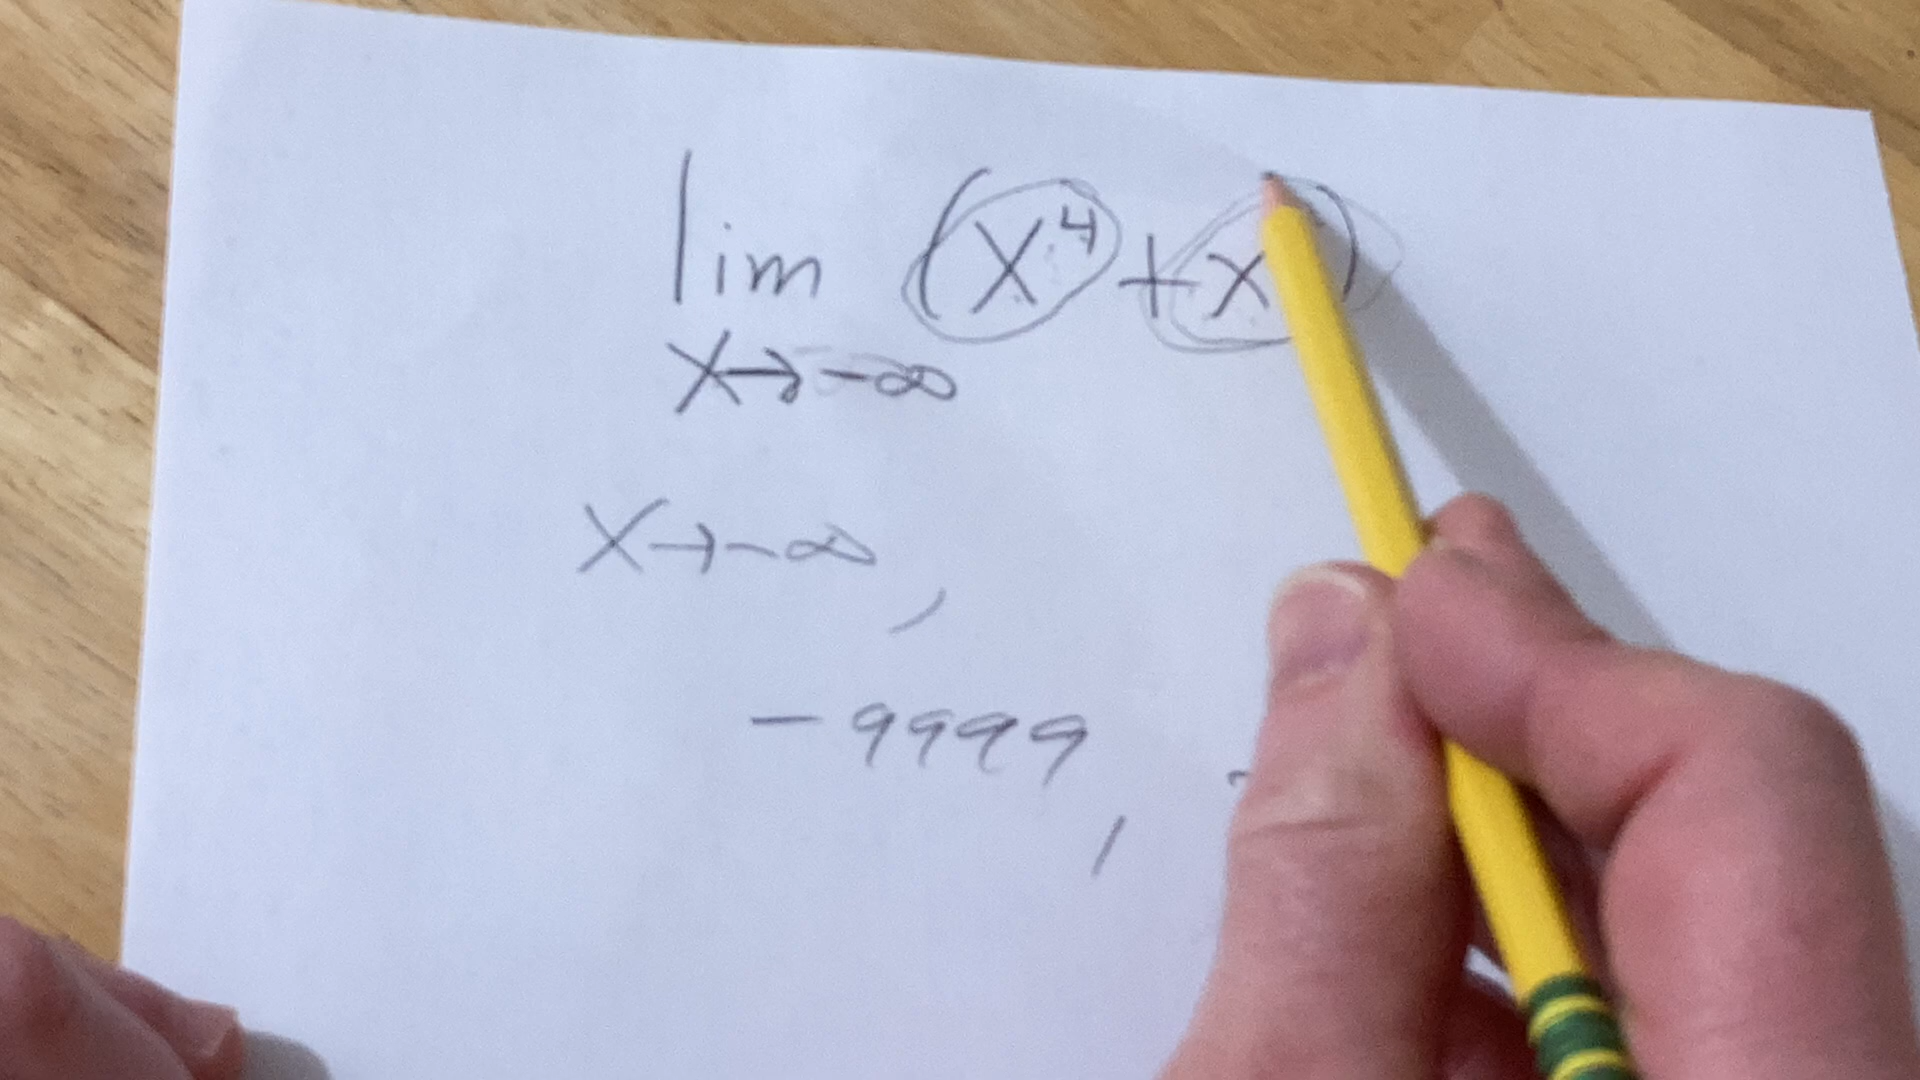 lim (x⁴ + x )
x→-∞
x→-∞,
-9999,